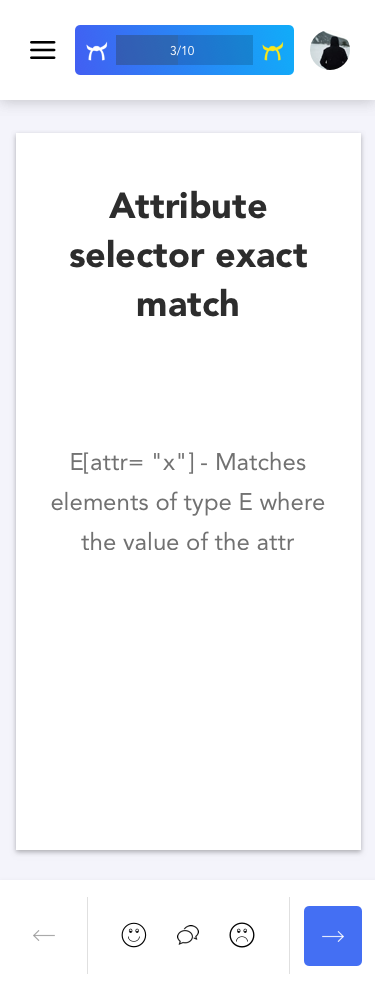 3/10
Attribute
selector exact
match
E[attr= "x"] - Matches
elements of type E where
the value of the attr